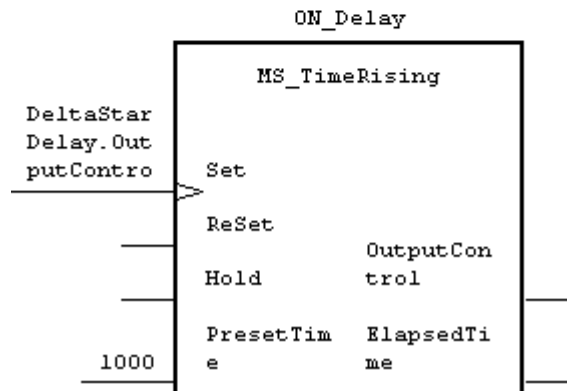 ON_Delay
MS_TimeRising
DeltaStar
Delay.Out
putContro
Set
ReSet
OutputCon
trol
Hold
PresetTim
e
ElapsedTi
me
1000